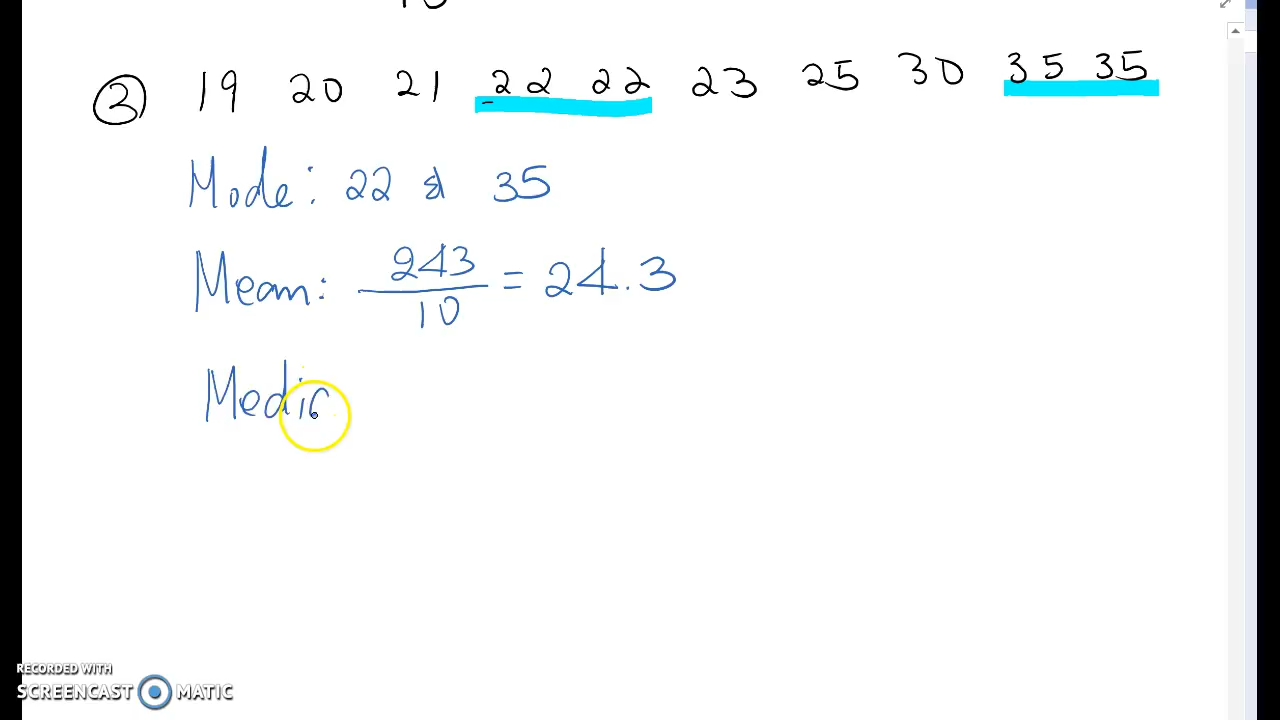 ② 19 20 21 22 22 23 25 30 35 35
Mode: 22 & 35
Mean: 243/10 = 24.3
Media
RECORDED WITH
SCREENCAST MATIC